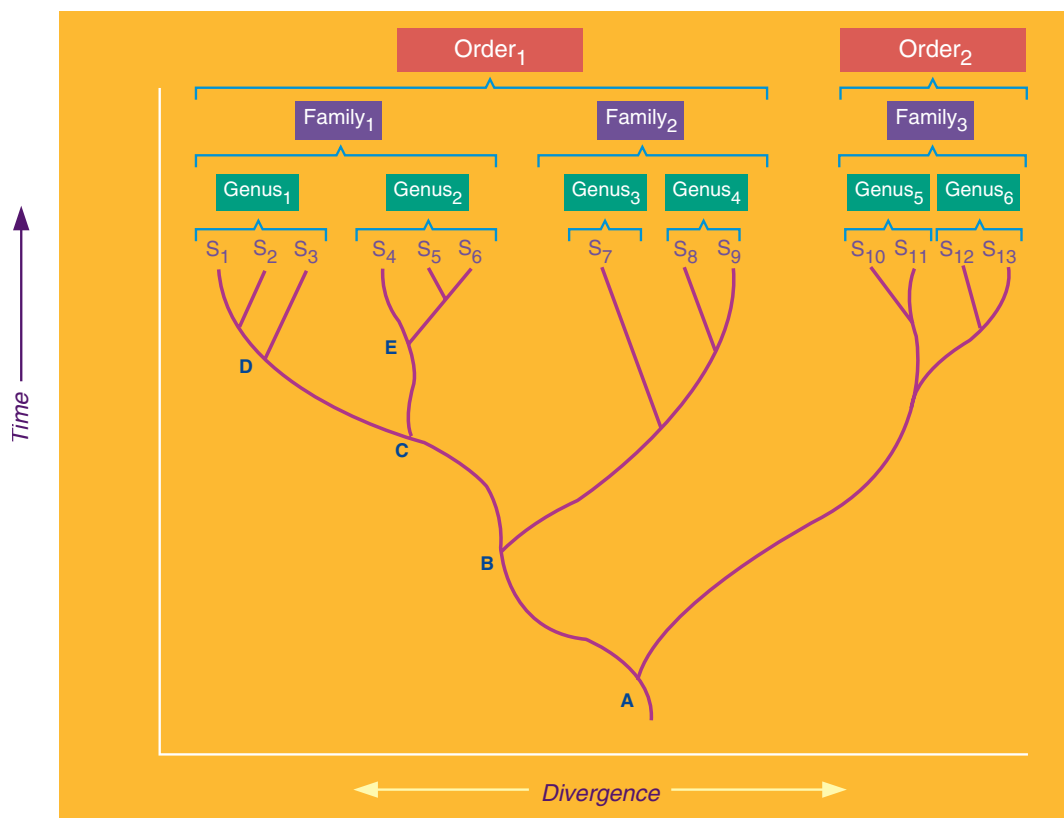 Order₁ Order₂
Family₁ Family₂ Family₃
Genus₁ Genus₂ Genus₃ Genus₄ Genus₅ Genus₆
S₁ S₂ S₃ S₄ S₅ S₆ S₇ S₈ S₉ S₁₀ S₁₁ S₁₂ S₁₃
E
D
Time
C
B
A
Divergence